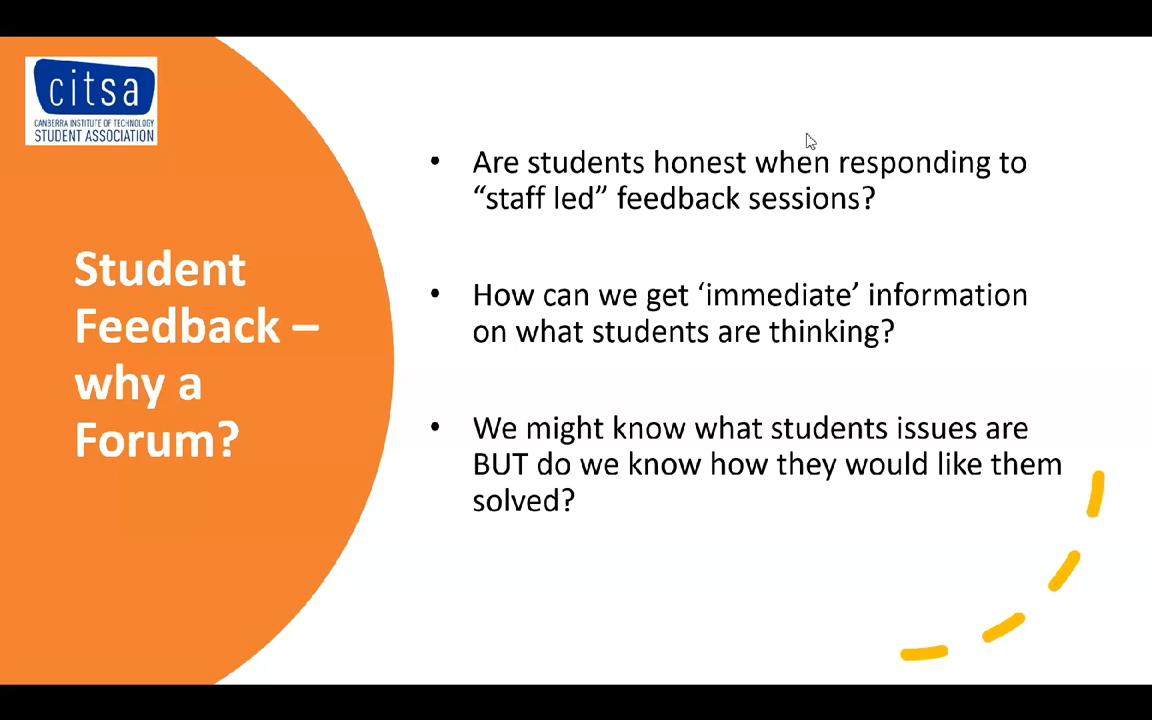 citsa
CANBERRA INSTITUTE OF TECHNOLOGY
STUDENT ASSOCIATION
Student
Feedback –
why a
Forum?
• Are students honest when responding to
“staff led” feedback sessions?
• How can we get ‘immediate’ information
on what students are thinking?
• We might know what students issues are
BUT do we know how they would like them
solved?